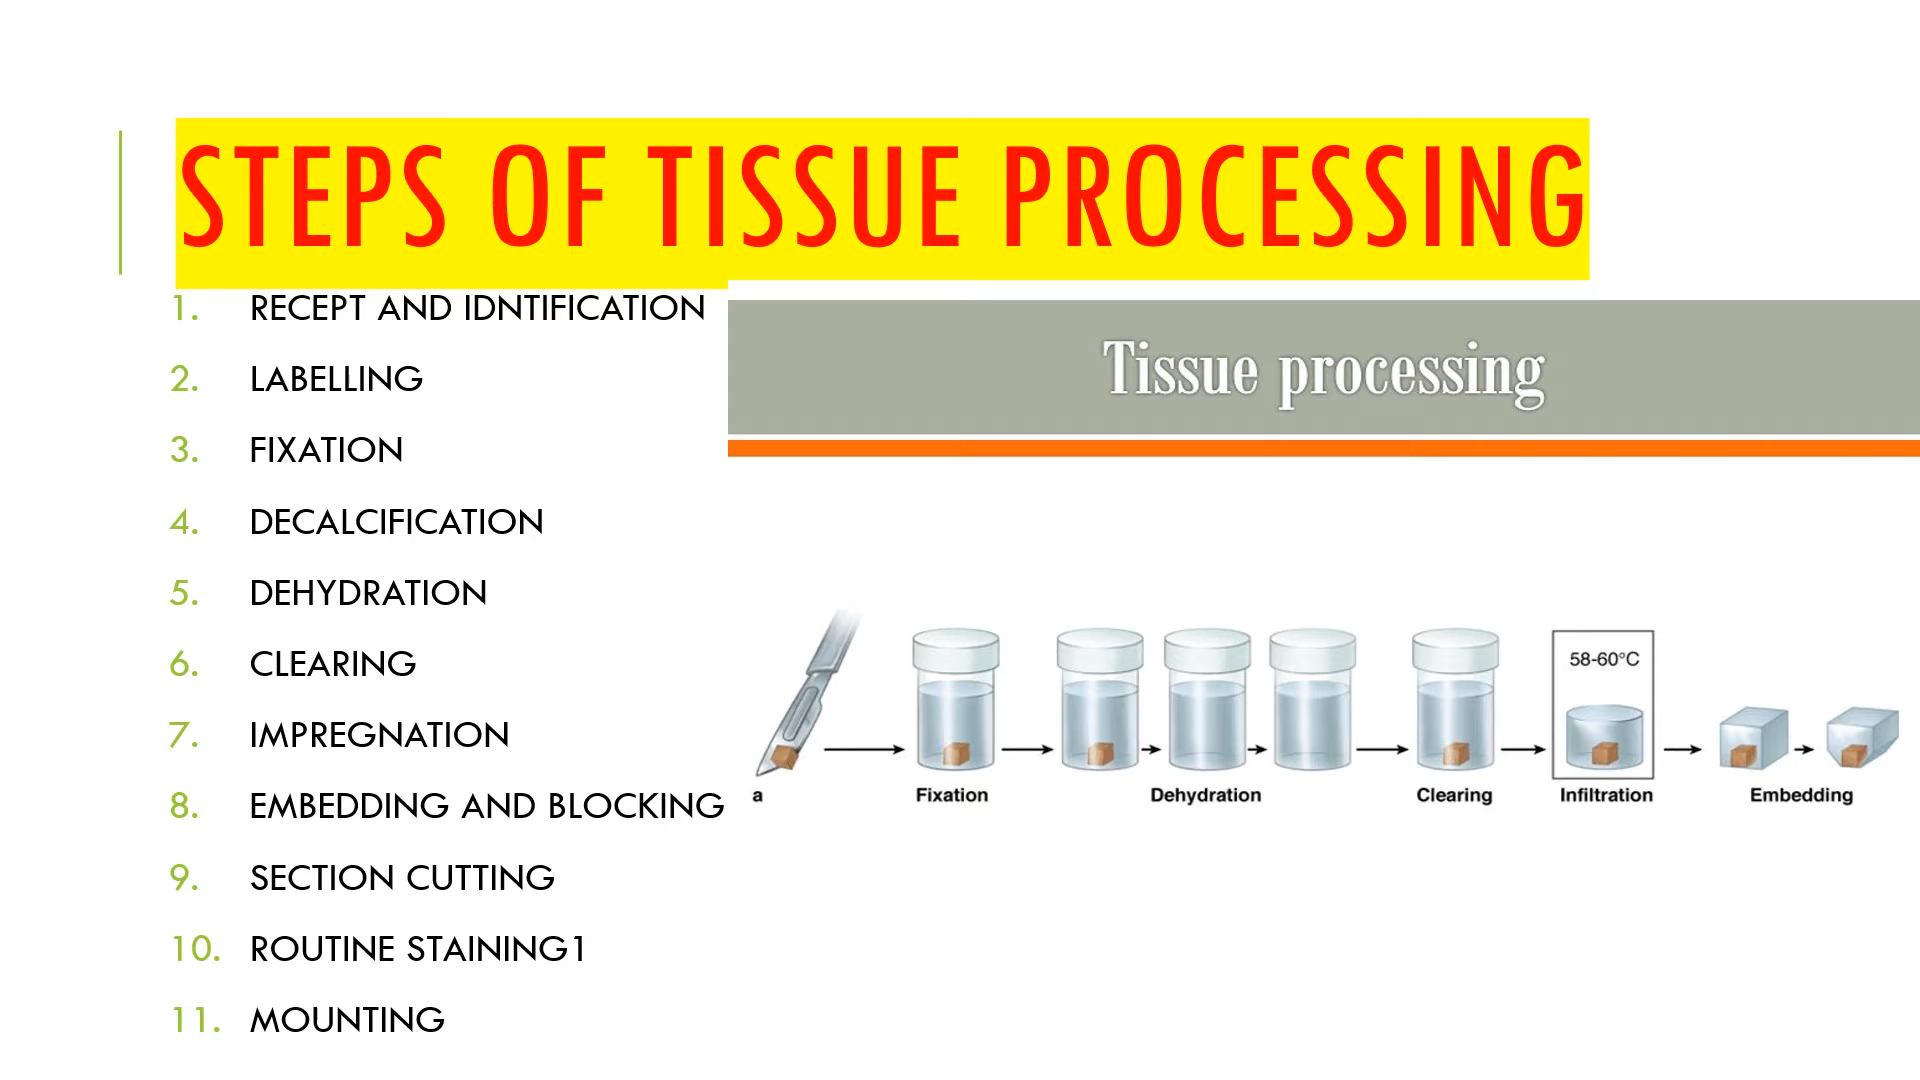 STEPS OF TISSUE PROCESSING
1. RECEPT AND IDNTIFICATION
2. LABELLING
3. FIXATION
4. DECALCIFICATION
5. DEHYDRATION
6. CLEARING
7. IMPREGNATION
8. EMBEDDING AND BLOCKING
9. SECTION CUTTING
10. ROUTINE STAINING1
11. MOUNTING
Tissue processing
58-60°C
a Fixation Dehydration Clearing Infiltration Embedding